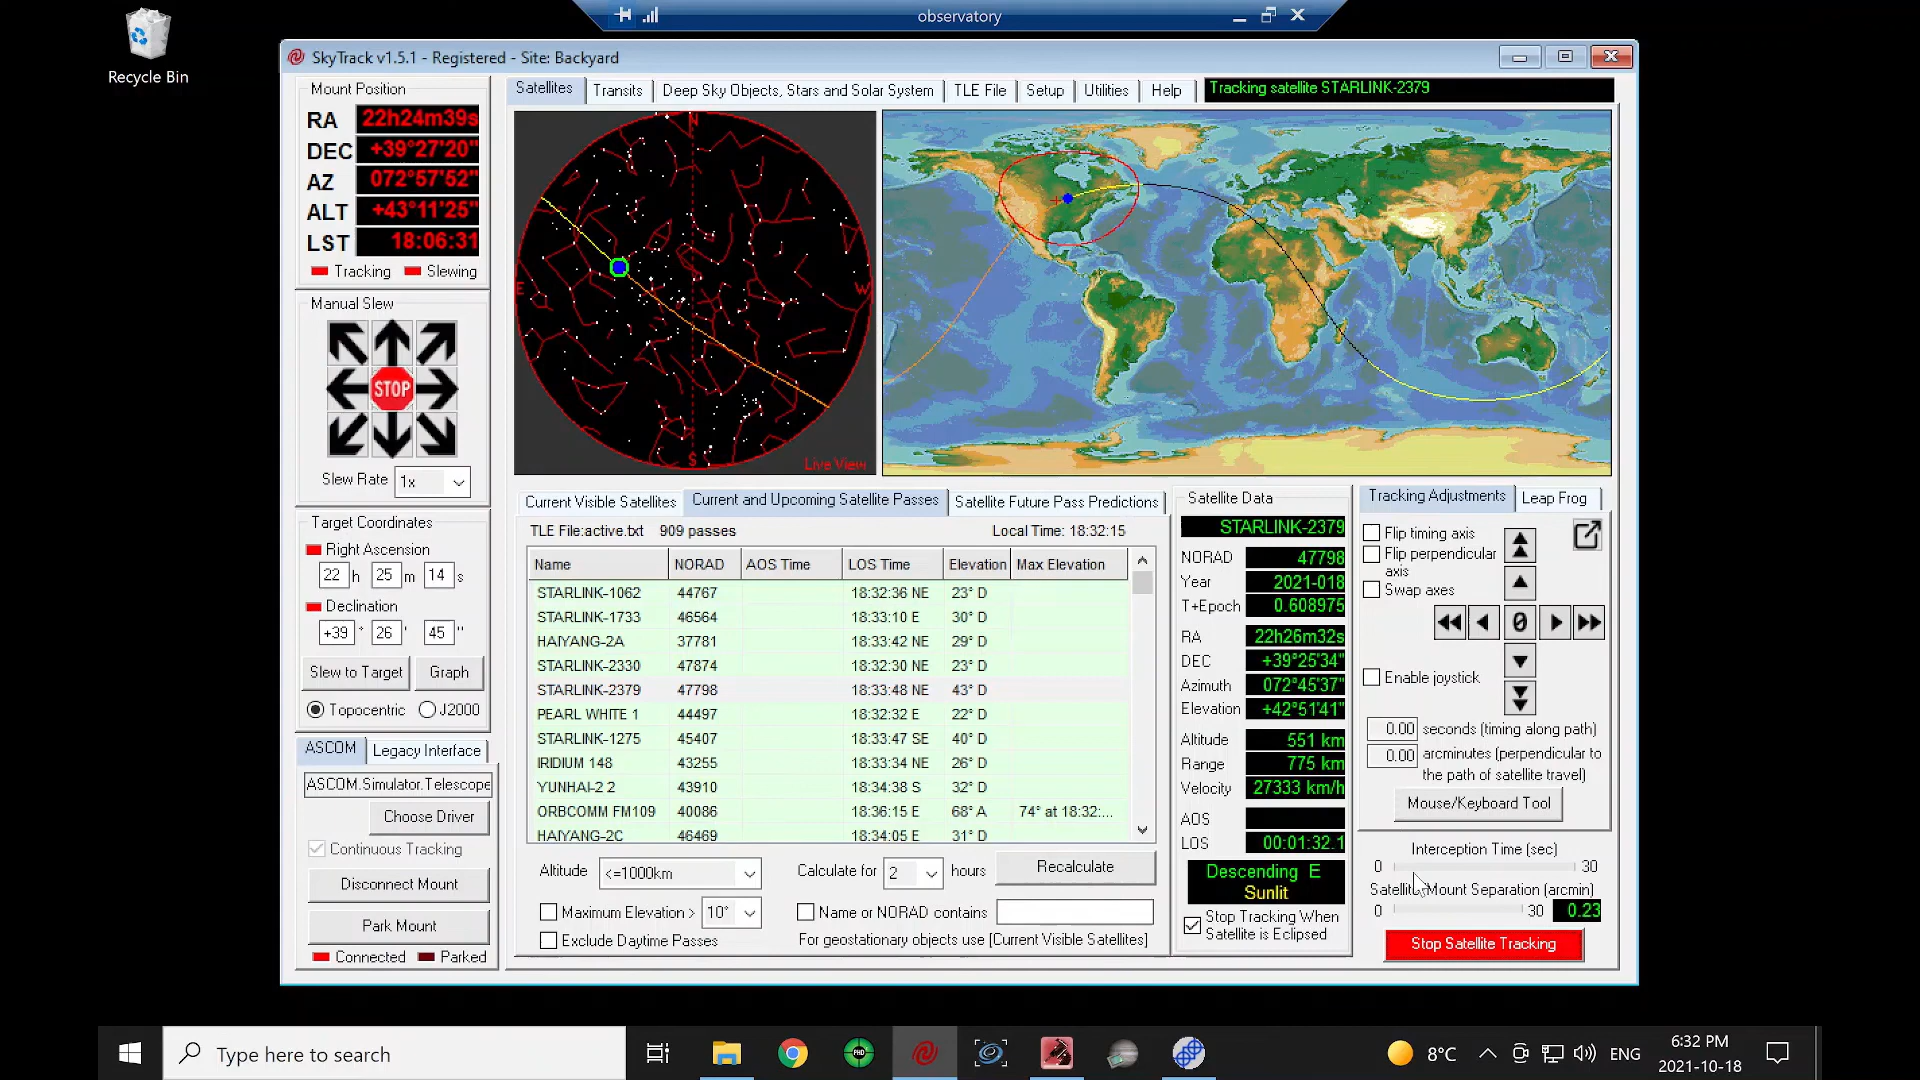 observatory
Recycle Bin
SkyTrack v1.5.1 - Registered - Site: Backyard
Mount Position
RA 22h24m39s
DEC +39°27'20"
AZ 072°57'52"
ALT +43°11'25"
LST 18:06:31
Tracking Slewing
Manual Slew
STOP
Slew Rate 1x
Target Coordinates
Right Ascension
22 h 25 m 14 s
Declination
+39 ° 26 ' 45 "
Slew to Target Graph
Topocentric J2000
ASCOM Legacy Interface
ASCOM.Simulator.Telescope
Choose Driver
Continuous Tracking
Disconnect Mount
Park Mount
Connected Parked
Satellites Transits Deep Sky Objects, Stars and Solar System TLE File Setup Utilities Help
Tracking satellite STARLINK-2379
N
E
W
S
Live View
Current Visible Satellites Current and Upcoming Satellite Passes Satellite Future Pass Predictions
TLE File:active.txt 909 passes Local Time: 18:32:15
Name NORAD AOS Time LOS Time Elevation Max Elevation
STARLINK-1062 44767 18:32:36 NE 23° D
STARLINK-1733 46564 18:33:10 E 30° D
HAIYANG-2A 37781 18:33:42 NE 29° D
STARLINK-2330 47874 18:32:30 NE 23° D
STARLINK-2379 47798 18:33:48 NE 43° D
PEARL WHITE 1 44497 18:32:32 E 22° D
STARLINK-1275 45407 18:33:47 SE 40° D
IRIDIUM 148 43255 18:33:34 NE 26° D
YUNHAI-2 2 43910 18:34:38 S 32° D
ORBCOMM FM109 40086 18:36:15 E 68° A 74° at 18:32:...
HAIYANG-2C 46469 18:34:05 E 31° D
Altitude <=1000km Calculate for 2 hours Recalculate
Maximum Elevation > 10° Name or NORAD contains
Exclude Daytime Passes For geostationary objects use [Current Visible Satellites]
Satellite Data
STARLINK-2379
NORAD 47798
Year 2021-018
T+Epoch 0.608975
RA 22h26m32s
DEC +39°25'34"
Azimuth 072°45'37"
Elevation +42°51'41"
Altitude 551 km
Range 775 km
Velocity 27333 km/h
AOS
LOS 00:01:32.1
Descending E
Sunlit
Stop Tracking When
Satellite is Eclipsed
Tracking Adjustments Leap Frog
Flip timing axis
Flip perpendicular
axis
Swap axes
0
Enable joystick
0.00 seconds (timing along path)
0.00 arcminutes (perpendicular to
the path of satellite travel)
Mouse/Keyboard Tool
Interception Time (sec)
0 30
Satellite Mount Separation (arcmin)
0 30 0.23
Stop Satellite Tracking
Type here to search
PHD
8°C ENG
6:32 PM
2021-10-18